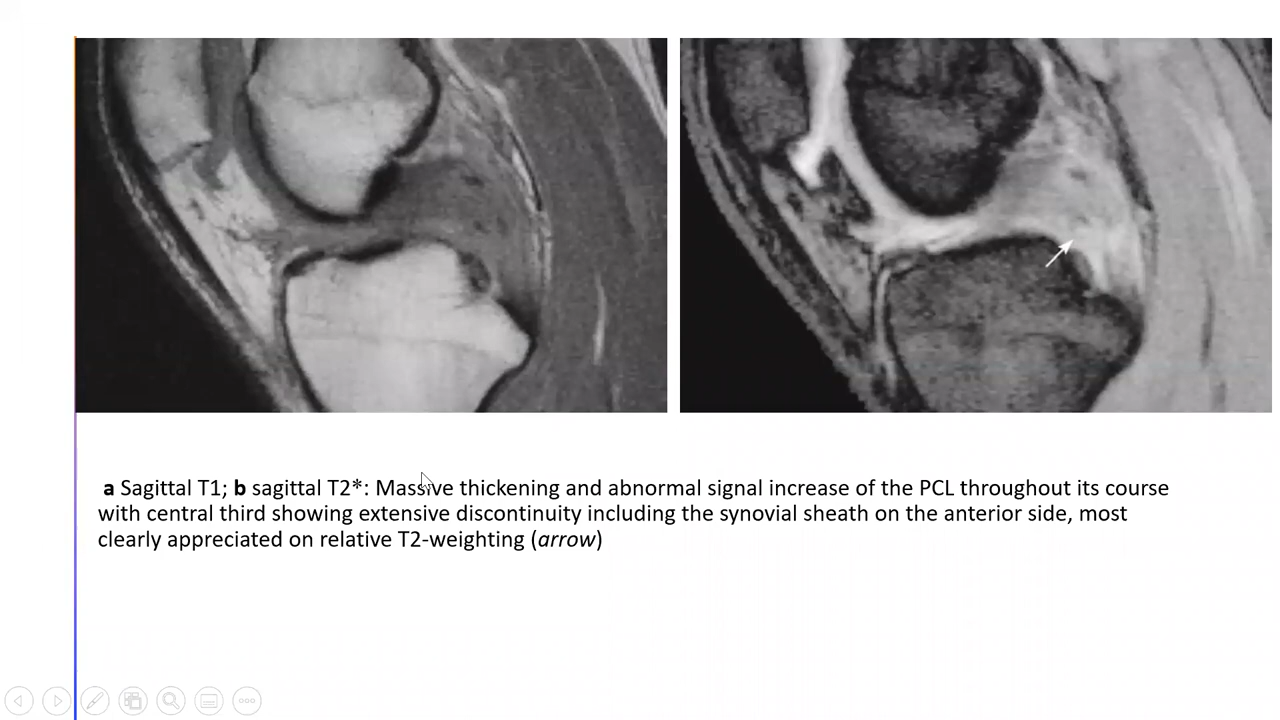 a Sagittal T1; b sagittal T2*: Massive thickening and abnormal signal increase of the PCL throughout its course
with central third showing extensive discontinuity including the synovial sheath on the anterior side, most
clearly appreciated on relative T2-weighting (arrow)